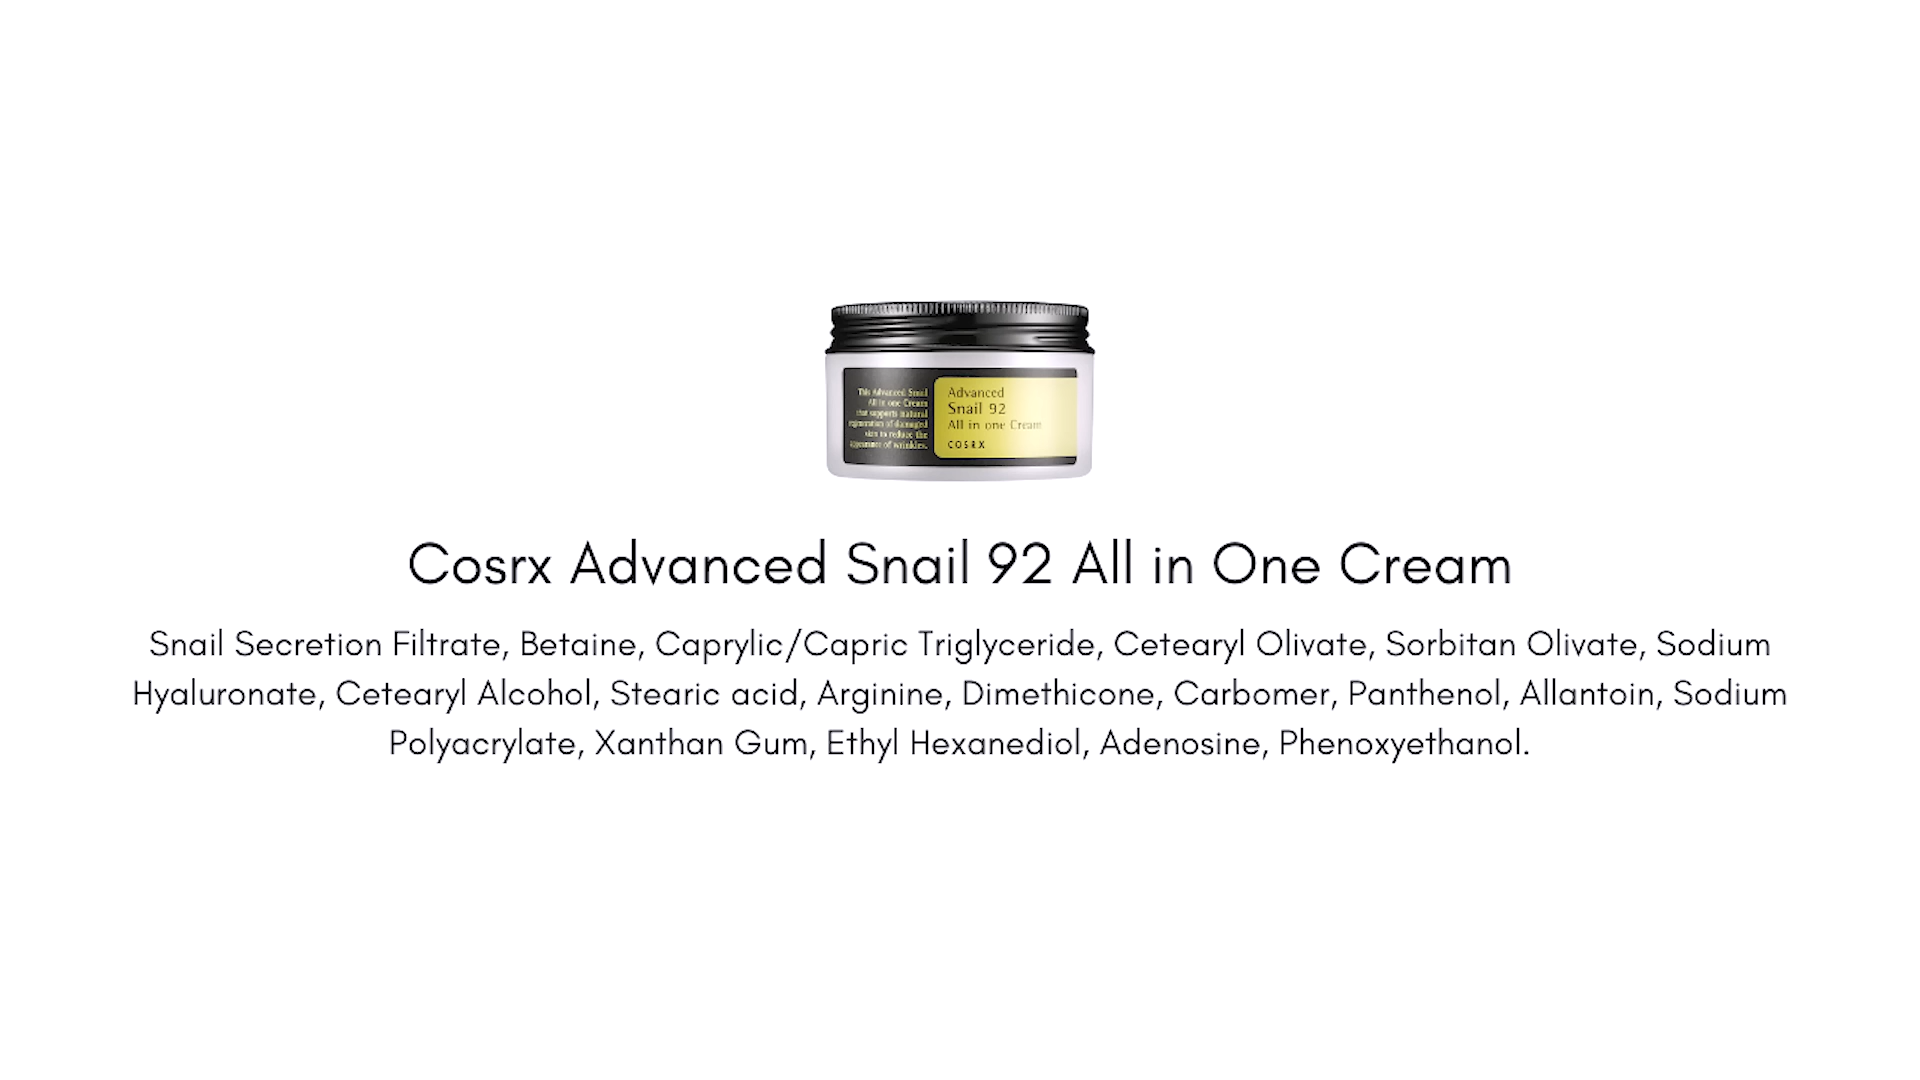 This Advanced Snail
All in one Cream
that supports natural
regeneration of damaged
skin to reduce the
appearance of wrinkles.
Advanced
Snail 92
All in one Cream
COSRX
Cosrx Advanced Snail 92 All in One Cream
Snail Secretion Filtrate, Betaine, Caprylic/Capric Triglyceride, Cetearyl Olivate, Sorbitan Olivate, Sodium
Hyaluronate, Cetearyl Alcohol, Stearic acid, Arginine, Dimethicone, Carbomer, Panthenol, Allantoin, Sodium
Polyacrylate, Xanthan Gum, Ethyl Hexanediol, Adenosine, Phenoxyethanol.